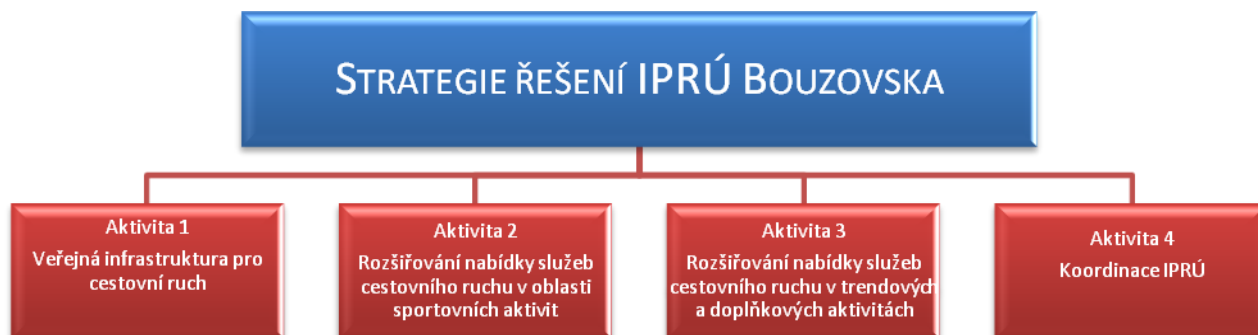 STRATEGIE ŘEŠENÍ IPRÚ BOUZOVSKA
Aktivita 1
Veřejná infrastruktura pro
cestovní ruch
Aktivita 2
Rozšiřování nabídky služeb
cestovního ruchu v oblasti
sportovních aktivit
Aktivita 3
Rozšiřování nabídky služeb
cestovního ruchu v trendových
a doplňkových aktivitách
Aktivita 4
Koordinace IPRÚ